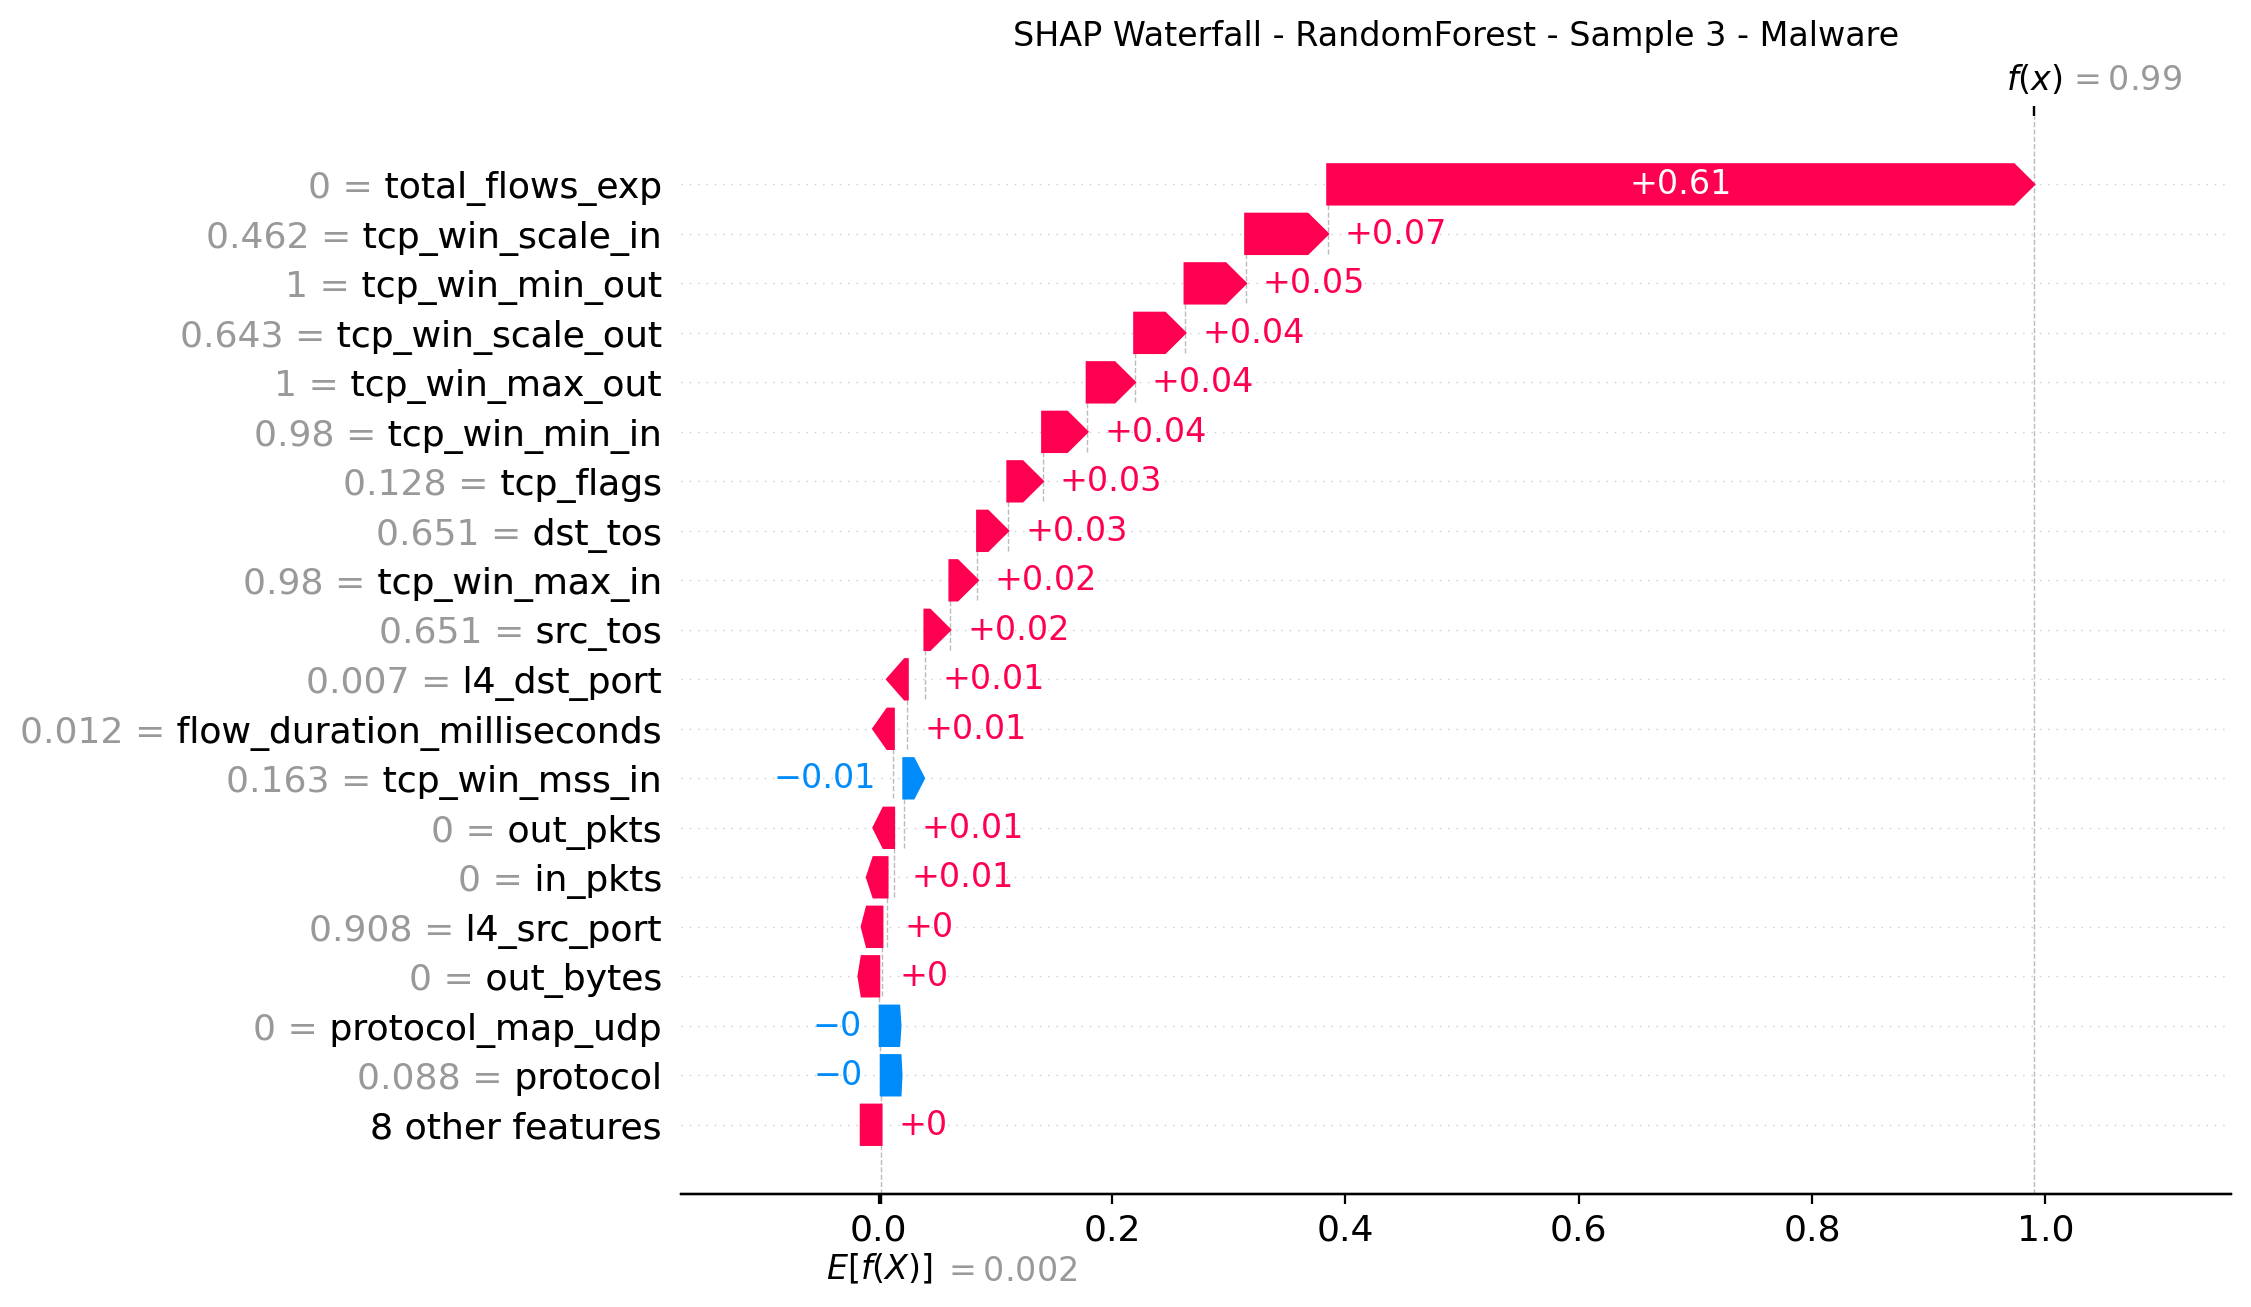 SHAP Waterfall - RandomForest - Sample 3 - Malware
f(x) = 0.99
0 = total_flows_exp +0.61
0.462 = tcp_win_scale_in +0.07
1 = tcp_win_min_out +0.05
0.643 = tcp_win_scale_out +0.04
1 = tcp_win_max_out +0.04
0.98 = tcp_win_min_in +0.04
0.128 = tcp_flags +0.03
0.651 = dst_tos +0.03
0.98 = tcp_win_max_in +0.02
0.651 = src_tos +0.02
0.007 = l4_dst_port +0.01
0.012 = flow_duration_milliseconds +0.01
0.163 = tcp_win_mss_in −0.01
0 = out_pkts +0.01
0 = in_pkts +0.01
0.908 = l4_src_port +0
0 = out_bytes +0
0 = protocol_map_udp −0
0.088 = protocol −0
8 other features +0
0.0 0.2 0.4 0.6 0.8 1.0
E[f(X)] = 0.002